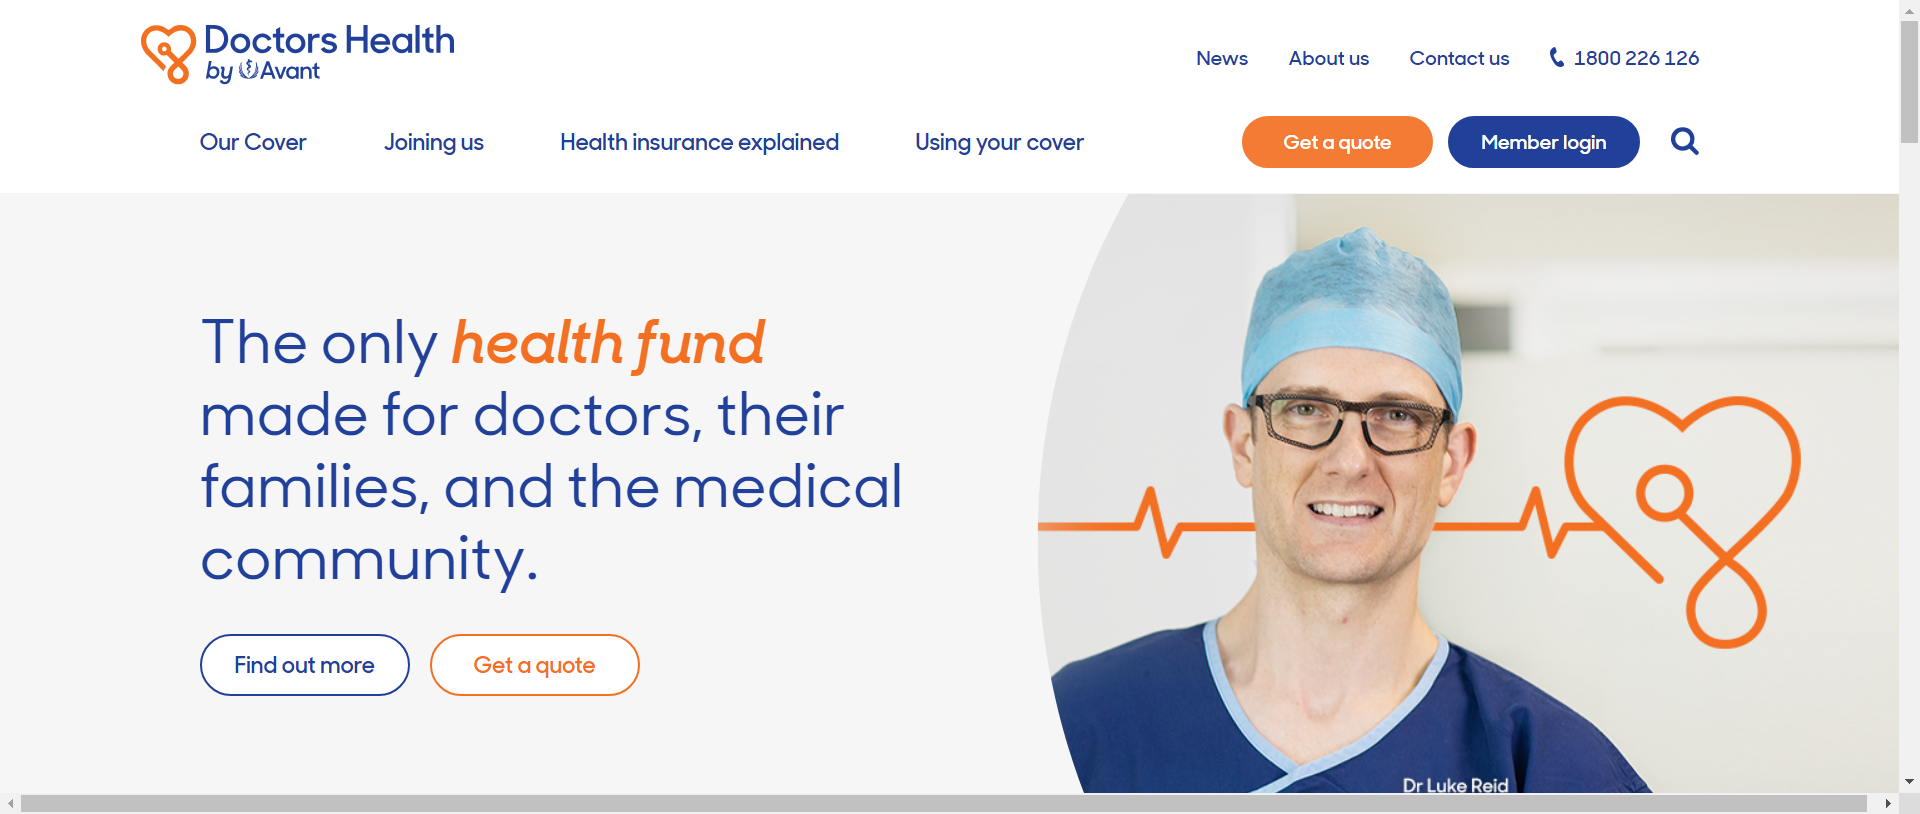 Doctors Health
by Avant
News
About us
Contact us
1800 226 126
Our Cover
Joining us
Health insurance explained
Using your cover
Get a quote
Member login
The only health fund
made for doctors, their
families, and the medical
community.
Find out more
Get a quote
Dr Luke Reid